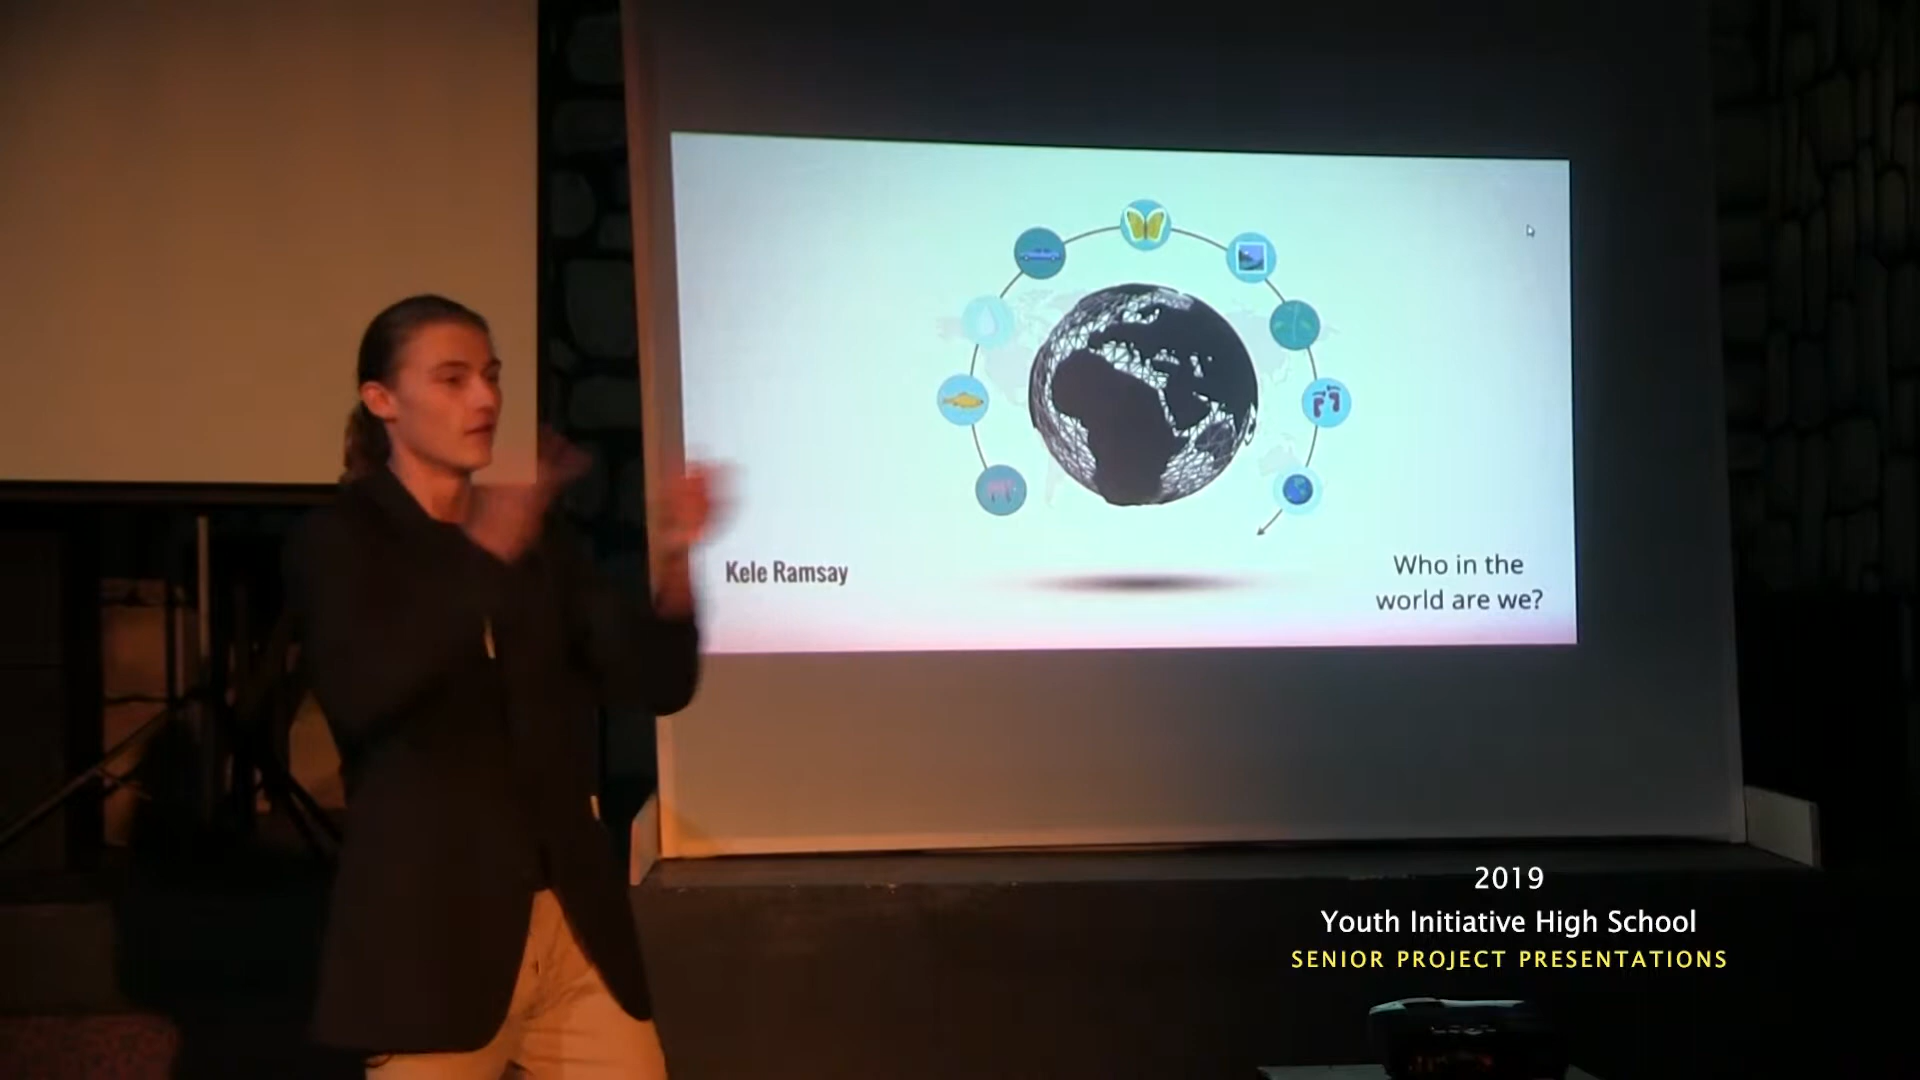 Kele Ramsay
Who in the
world are we?
2019
Youth Initiative High School
SENIOR PROJECT PRESENTATIONS